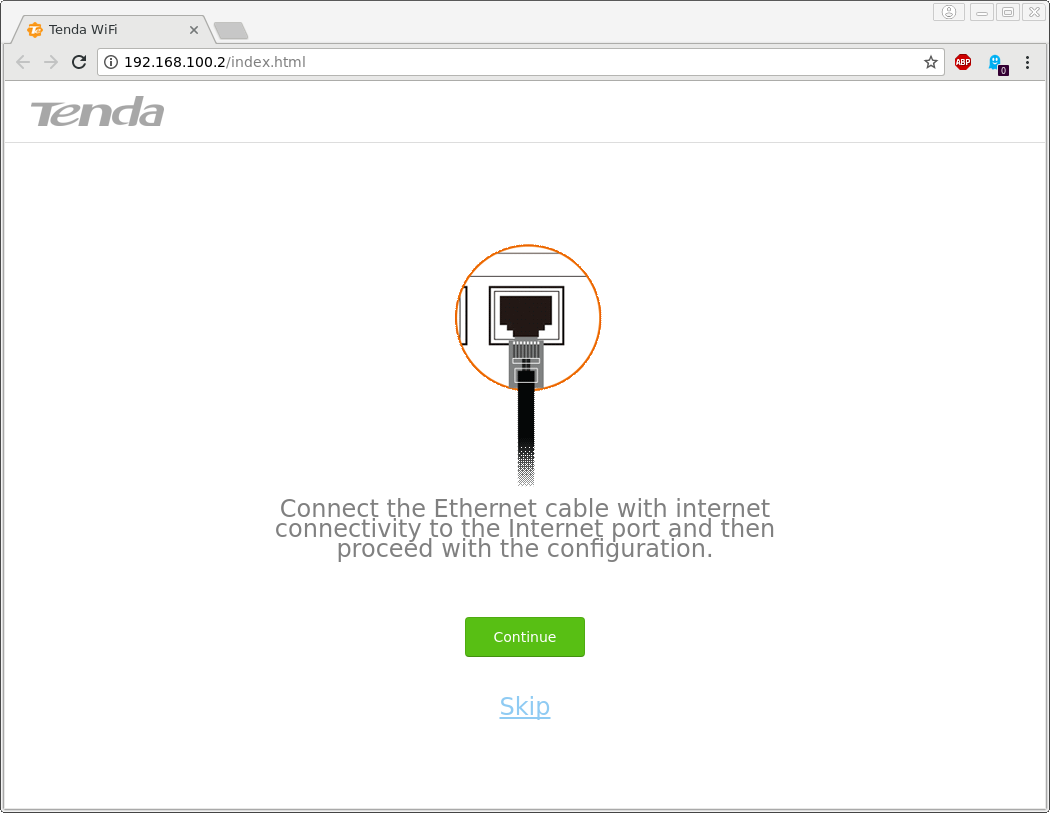 Tenda WiFi
192.168.100.2/index.html
ABP
0
Tenda
Connect the Ethernet cable with internet
connectivity to the Internet port and then
proceed with the configuration.
Continue
Skip